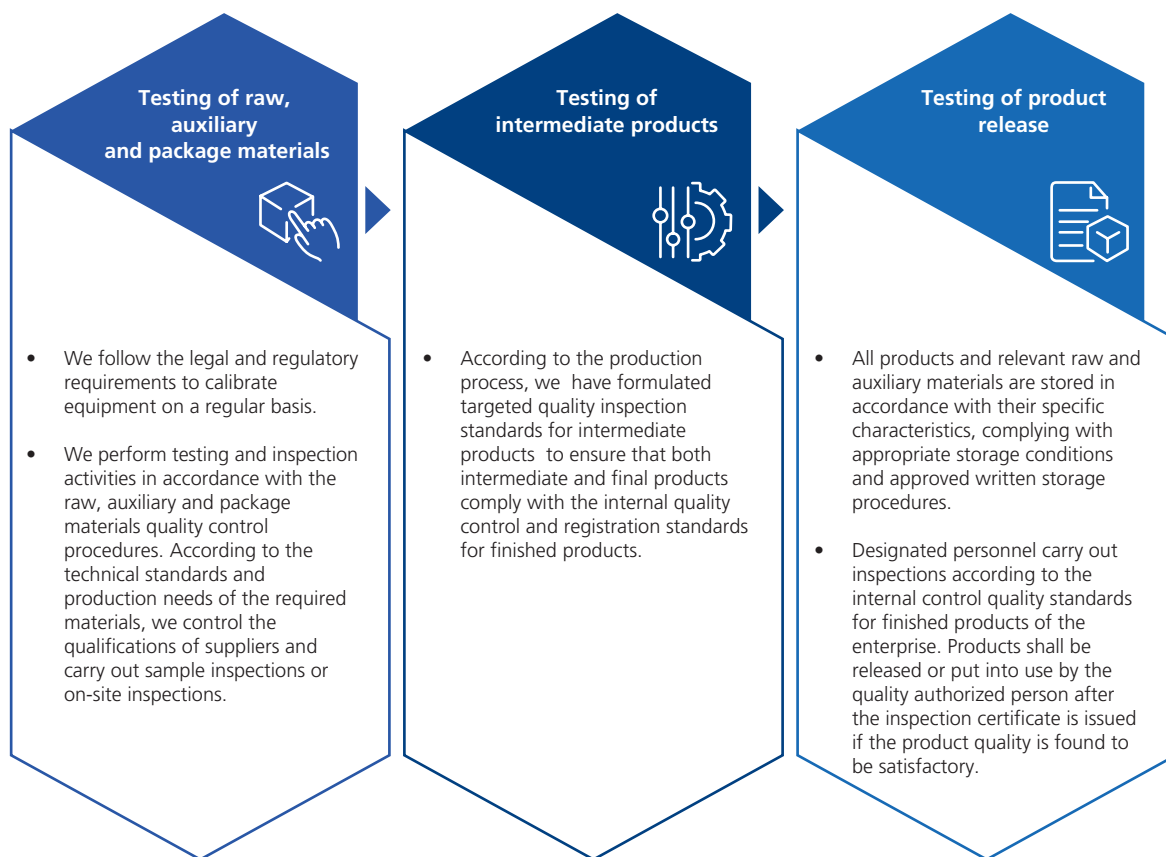 Testing of raw,
auxiliary
and package materials
• We follow the legal and regulatory
requirements to calibrate
equipment on a regular basis.
• We perform testing and inspection
activities in accordance with the
raw, auxiliary and package
materials quality control
procedures. According to the
technical standards and
production needs of the required
materials, we control the
qualifications of suppliers and
carry out sample inspections or
on-site inspections.
Testing of
intermediate products
• According to the production
process, we have formulated
targeted quality inspection
standards for intermediate
products to ensure that both
intermediate and final products
comply with the internal quality
control and registration standards
for finished products.
Testing of product
release
• All products and relevant raw and
auxiliary materials are stored in
accordance with their specific
characteristics, complying with
appropriate storage conditions
and approved written storage
procedures.
• Designated personnel carry out
inspections according to the
internal control quality standards
for finished products of the
enterprise. Products shall be
released or put into use by the
quality authorized person after
the inspection certificate is issued
if the product quality is found to
be satisfactory.